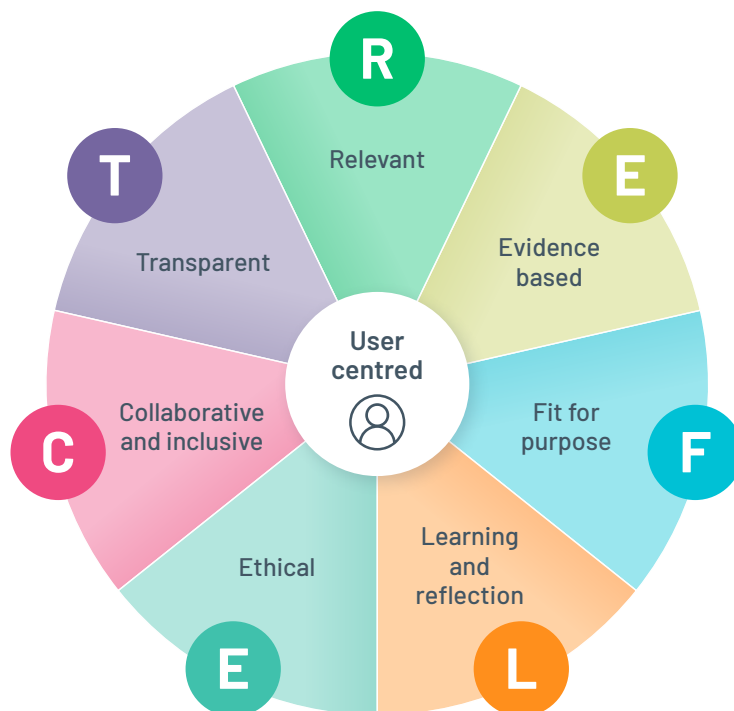 R
Relevant
E
Evidence
based
F
Fit for
purpose
L
Learning
and
reflection
E
Ethical
C
Collaborative
and inclusive
T
Transparent
User
centred